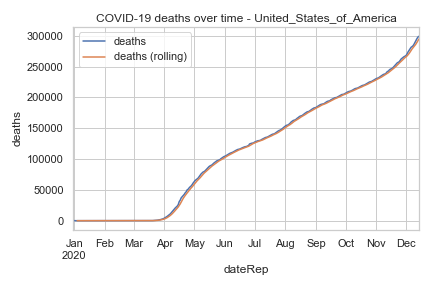 COVID-19 deaths over time - United_States_of_America
deaths
deaths (rolling)
300000
250000
200000
150000
100000
50000
0
deaths
Jan Feb Mar Apr May Jun Jul Aug Sep Oct Nov Dec
2020
dateRep